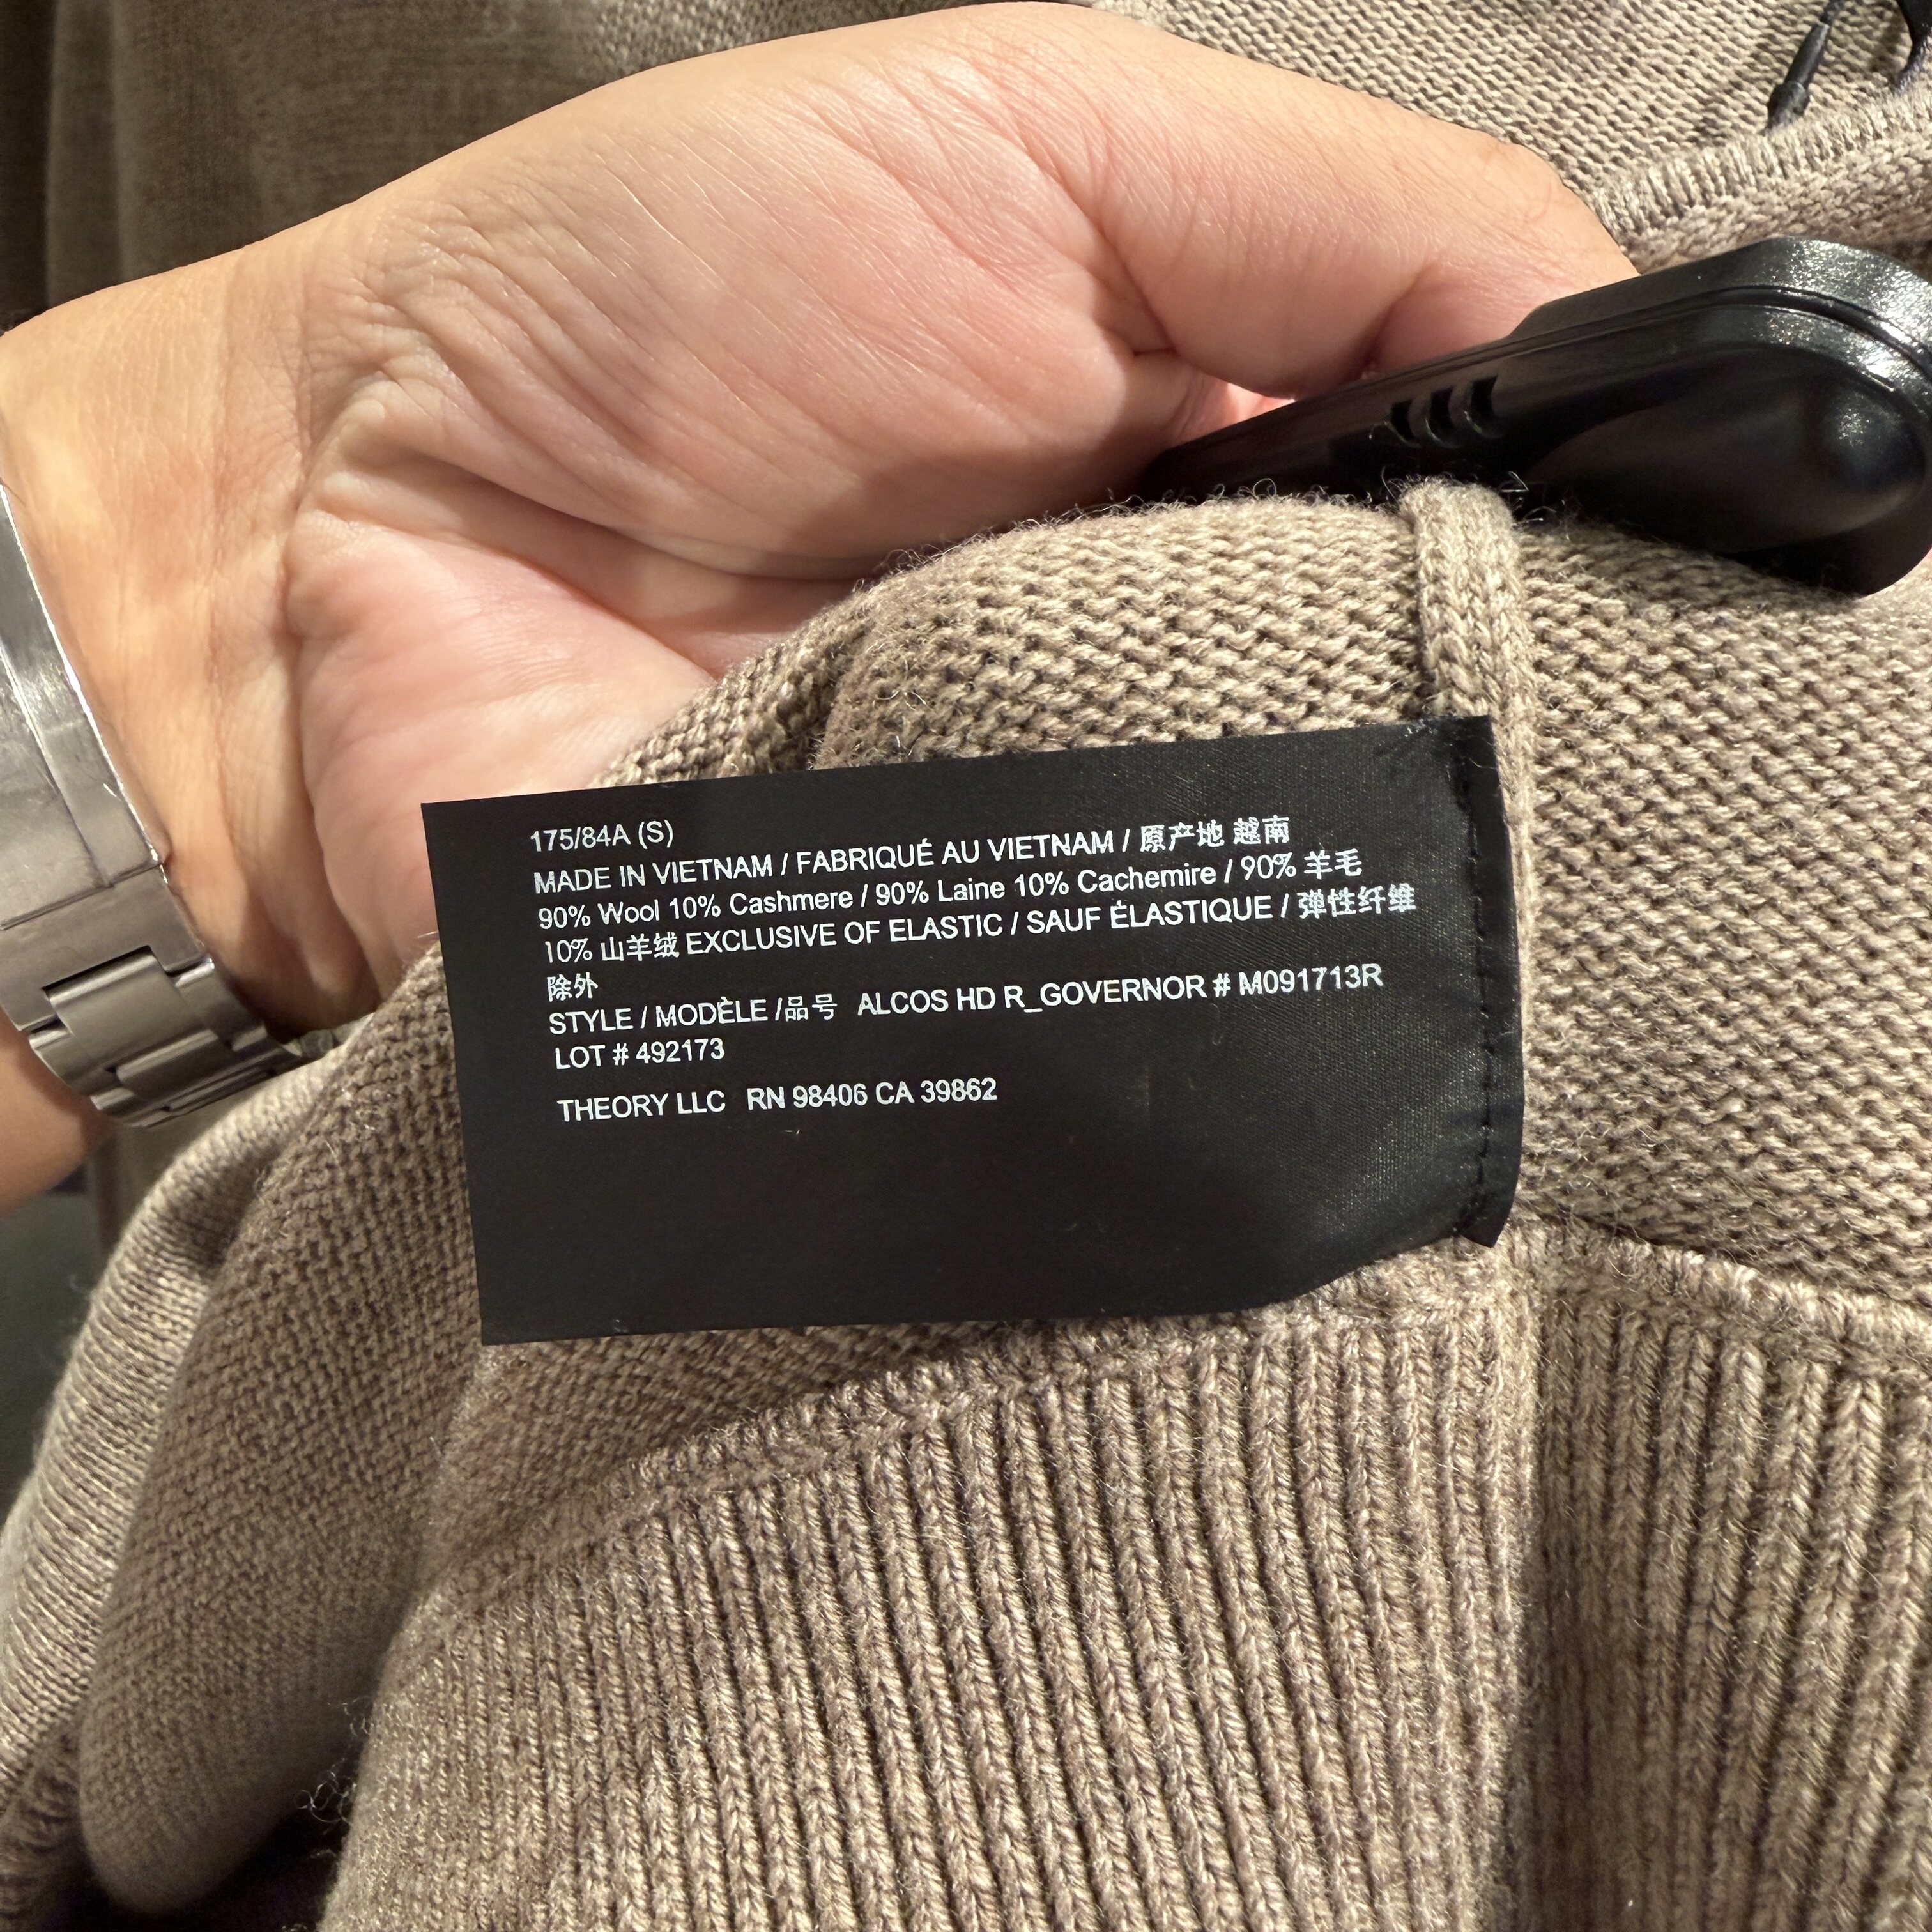 175/84A (S)
MADE IN VIETNAM / FABRIQUÉ AU VIETNAM / 原产地 越南
90% Wool 10% Cashmere / 90% Laine 10% Cachemire / 90% 羊毛
10% 山羊绒 EXCLUSIVE OF ELASTIC / SAUF ÉLASTIQUE / 弹性纤维
除外
STYLE / MODÈLE /品号 ALCOS HD R_GOVERNOR # M091713R
LOT # 492173
THEORY LLC RN 98406 CA 39862